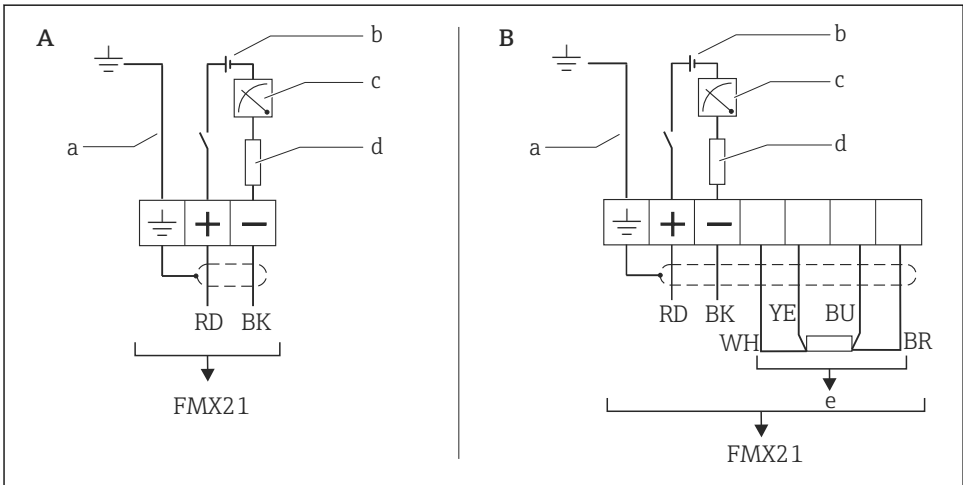 A
b
c
a
d
+ −
RD BK
FMX21
B
b
c
a
d
+ −
RD BK YE BU
WH BR
e
FMX21